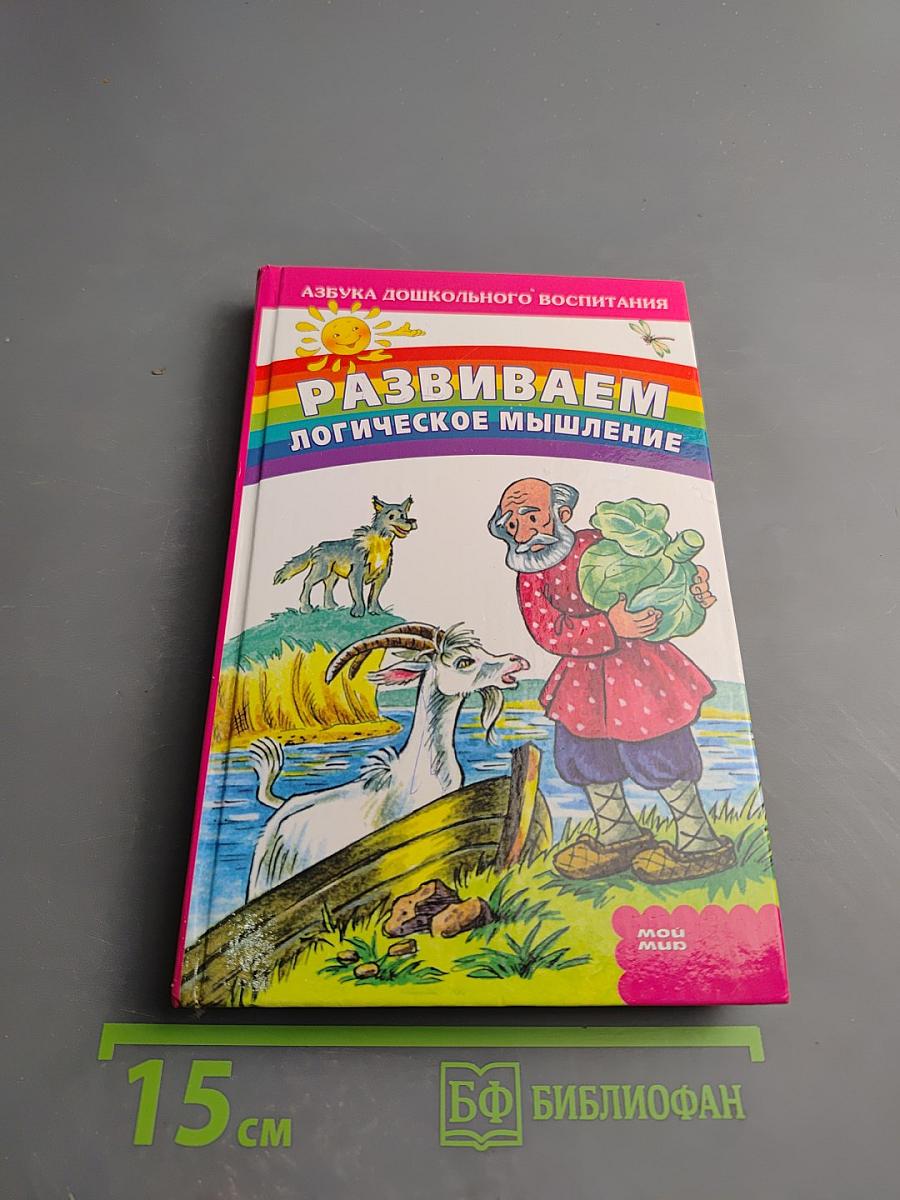 АЗБУКА ДОШКОЛЬНОГО ВОСПИТАНИЯ
РАЗВИВАЕМ
ЛОГИЧЕСКОЕ МЫШЛЕНИЕ
мой
мир
15 см
БФ БИБЛИОФАН